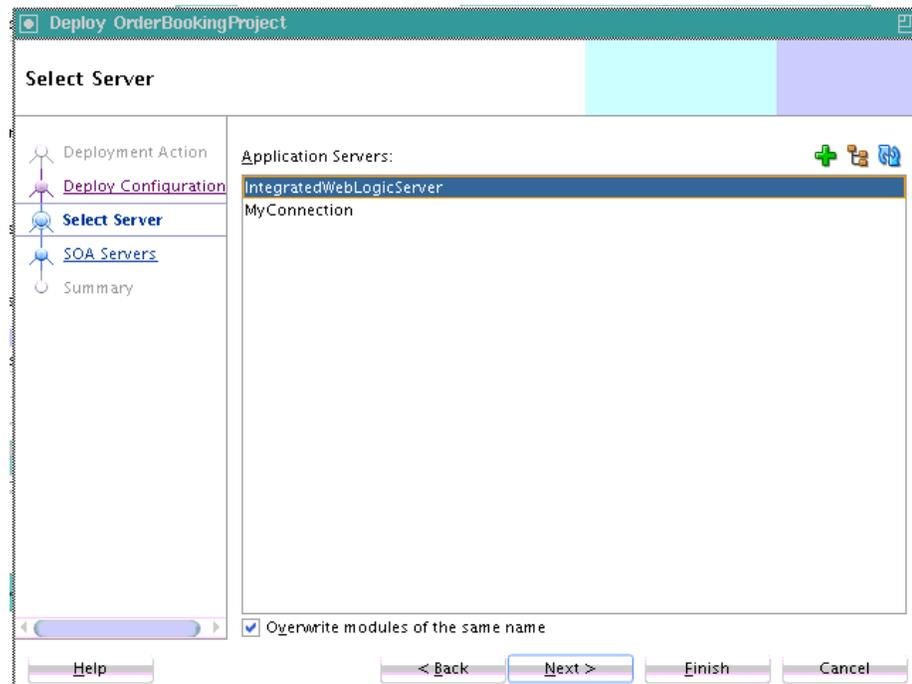 Deploy OrderBookingProject
Select Server
Deployment Action
Deploy Configuration
Select Server
SOA Servers
Summary
Application Servers:
IntegratedWebLogicServer
MyConnection
Overwrite modules of the same name
Help
< Back
Next >
Finish
Cancel